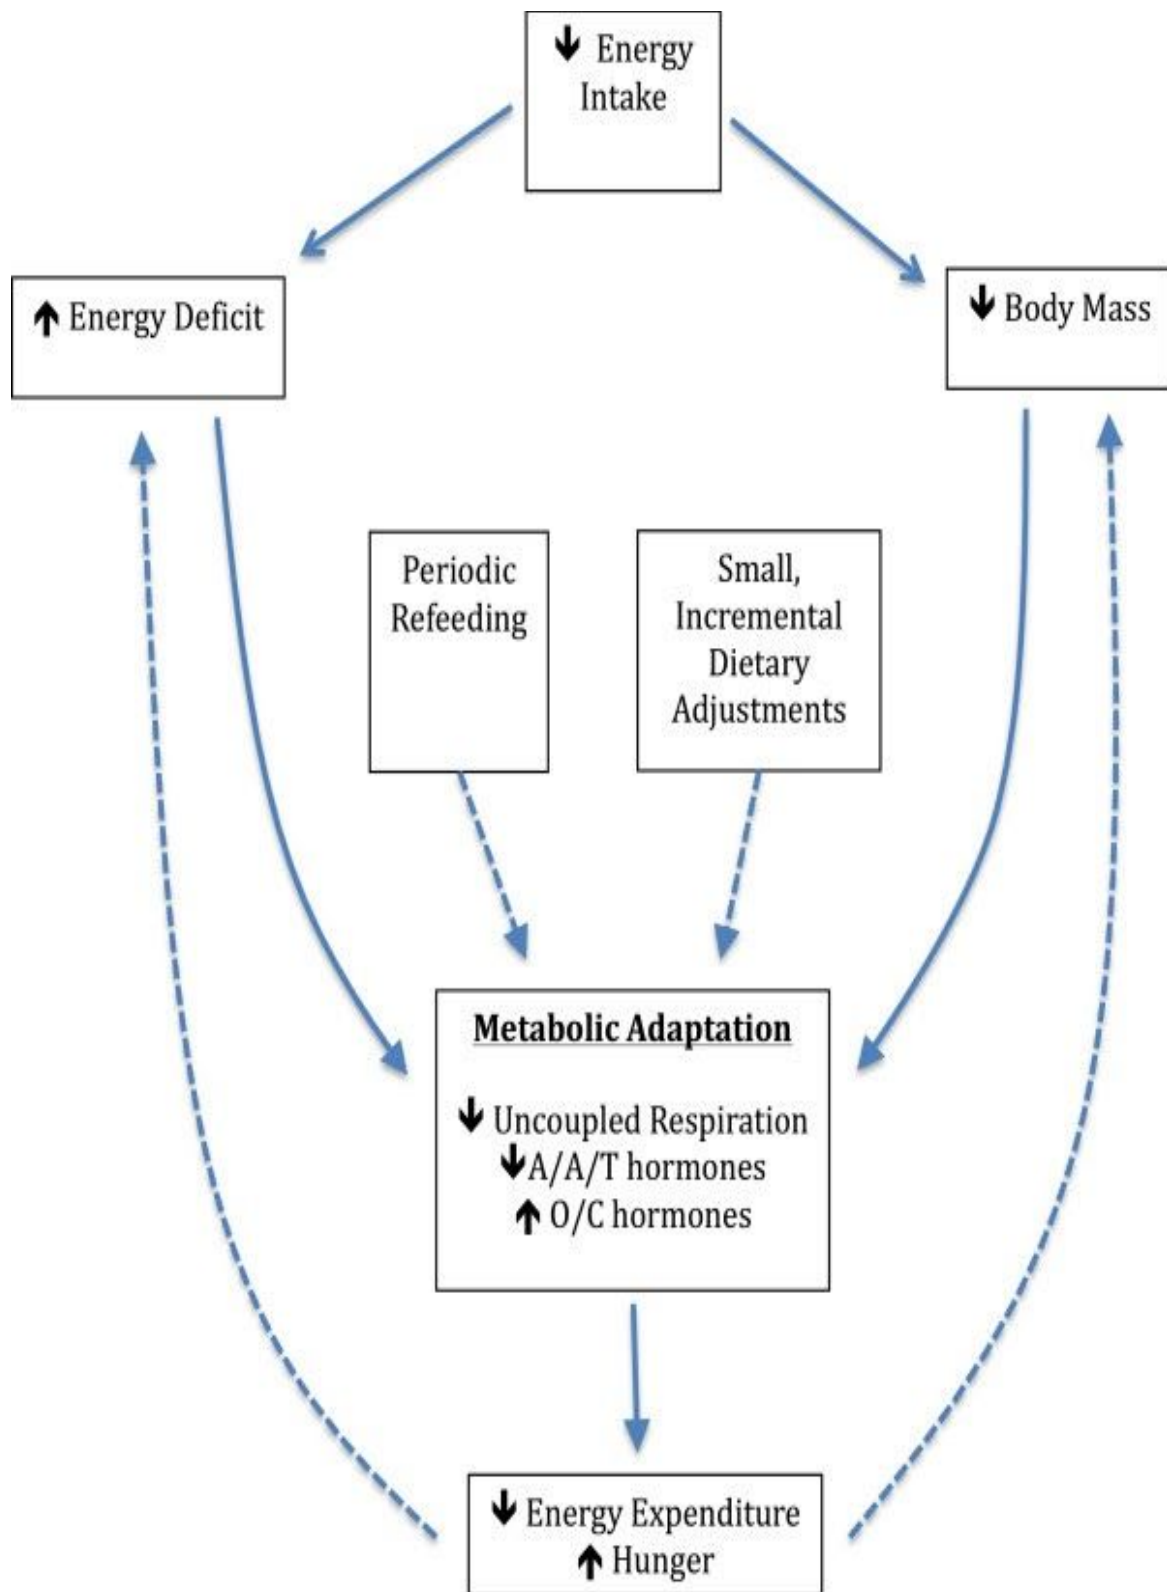 ↓ Energy
Intake
↑ Energy Deficit
↓ Body Mass
Periodic
Refeeding
Small,
Incremental
Dietary
Adjustments
Metabolic Adaptation
↓ Uncoupled Respiration
↓A/A/T hormones
↑ O/C hormones
↓ Energy Expenditure
↑ Hunger